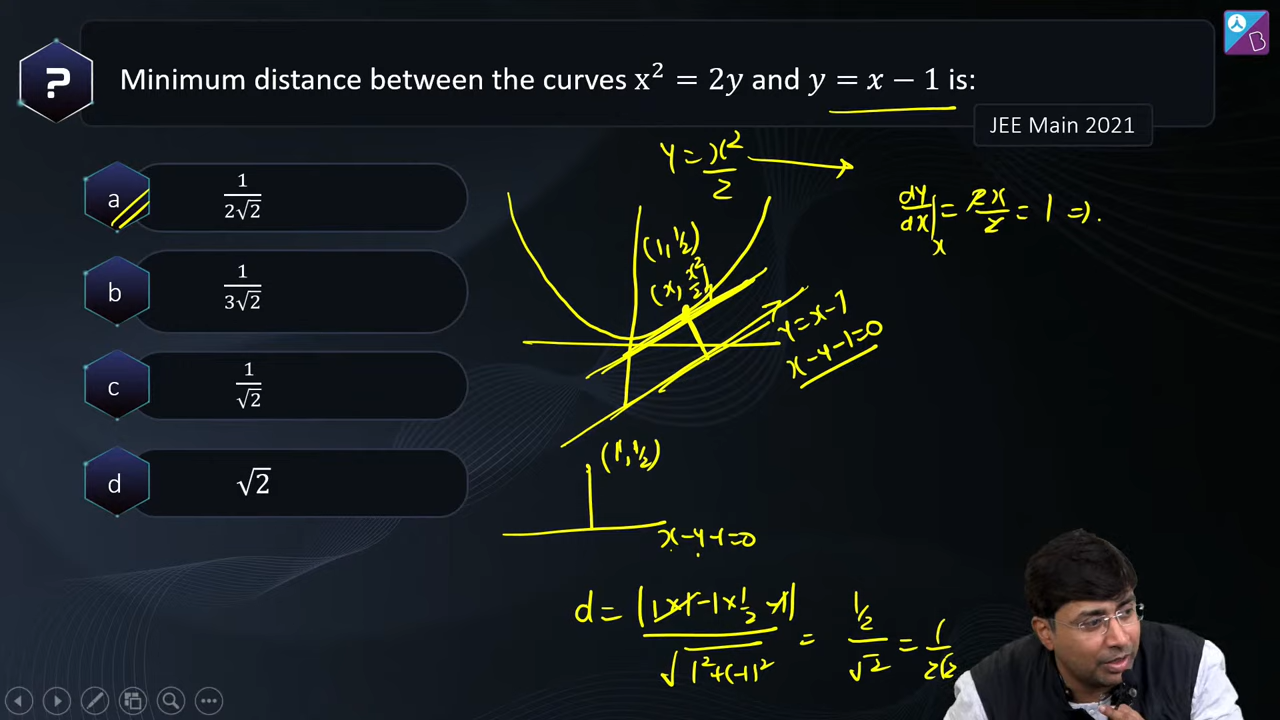 ?
Minimum distance between the curves x² = 2y and y = x − 1 is:
JEE Main 2021
a 1/(2√2)
b 1/(3√2)
c 1/√2
d √2
y = x²/2
dy/dx|x = 2x/2 = 1 ⇒
(1, 1/2)
(x, x²/2)
y = x-1
x-y-1=0
(1, 1/2)
x-y-1=0
d = |1×1-1×1/2-1| / √(1²+(-1)²) = (1/2)/√2 = 1/(2√2)
B